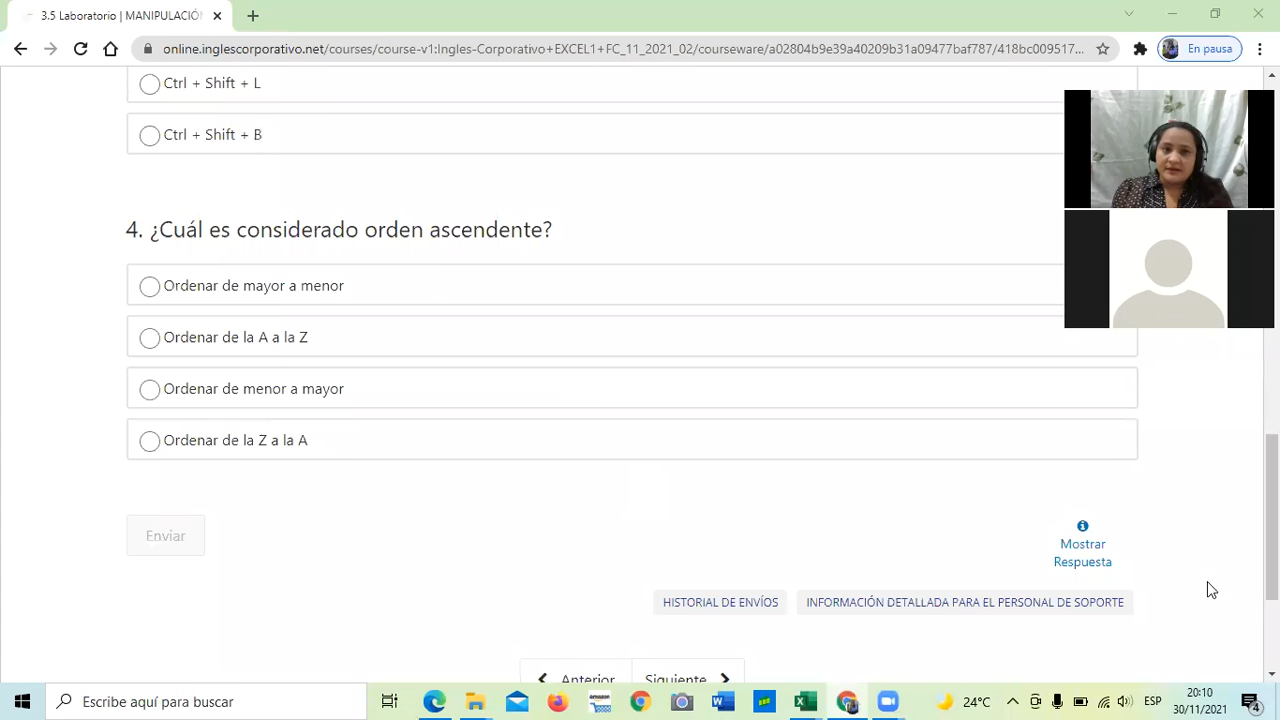 3.5 Laboratorio | MANIPULACIÓN
online.inglescorporativo.net/courses/course-v1:Ingles-Corporativo+EXCEL1+FC_11_2021_02/courseware/a02804b9e39a40209b31a09477baf787/418bc009517...
En pausa
Ctrl + Shift + L
Ctrl + Shift + B
4. ¿Cuál es considerado orden ascendente?
Ordenar de mayor a menor
Ordenar de la A a la Z
Ordenar de menor a mayor
Ordenar de la Z a la A
Enviar
Mostrar
Respuesta
HISTORIAL DE ENVÍOS
INFORMACIÓN DETALLADA PARA EL PERSONAL DE SOPORTE
Anterior
Siguiente
Escribe aquí para buscar
amazon
24°C
ESP
20:10
30/11/2021
4